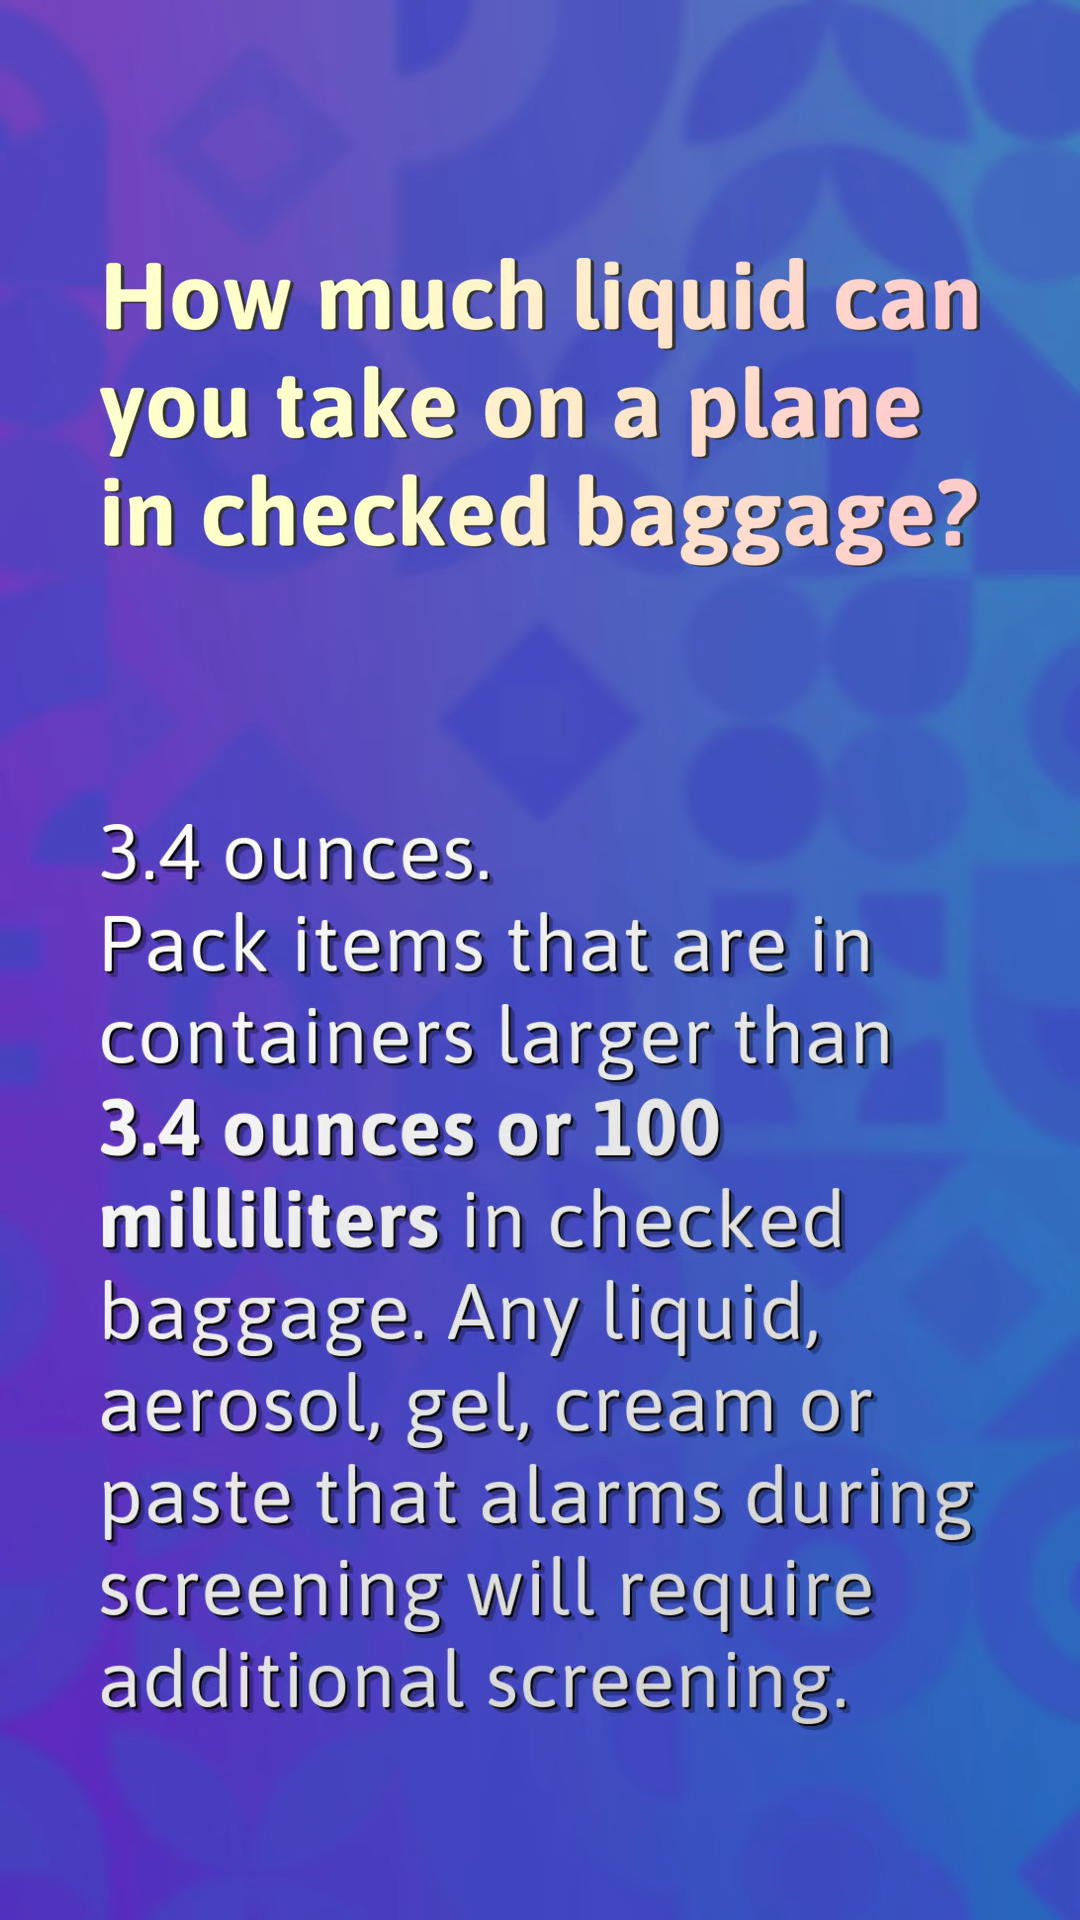 How much liquid can
you take on a plane
in checked baggage?
3.4 ounces.
Pack items that are in
containers larger than
3.4 ounces or 100
milliliters in checked
baggage. Any liquid,
aerosol, gel, cream or
paste that alarms during
screening will require
additional screening.